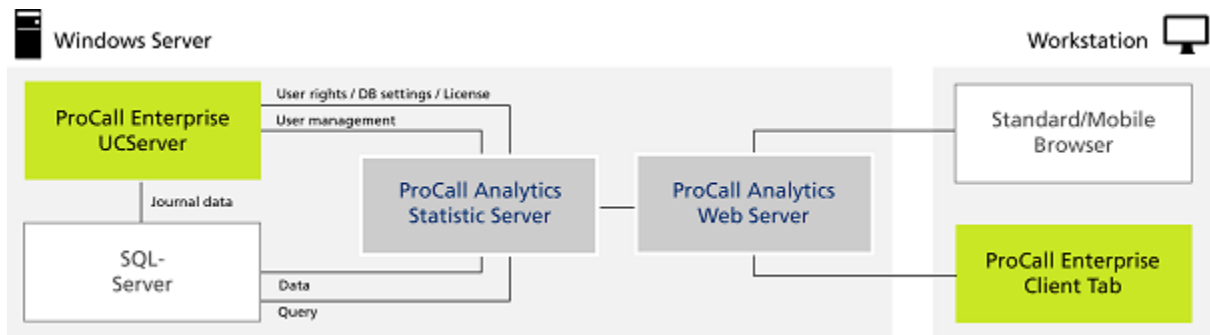 Windows Server
Workstation
User rights / DB settings / License
ProCall Enterprise
UCServer
User management
Standard/Mobile
Browser
ProCall Analytics
Statistic Server
ProCall Analytics
Web Server
Journal data
SQL-
Server
ProCall Enterprise
Client Tab
Data
Query